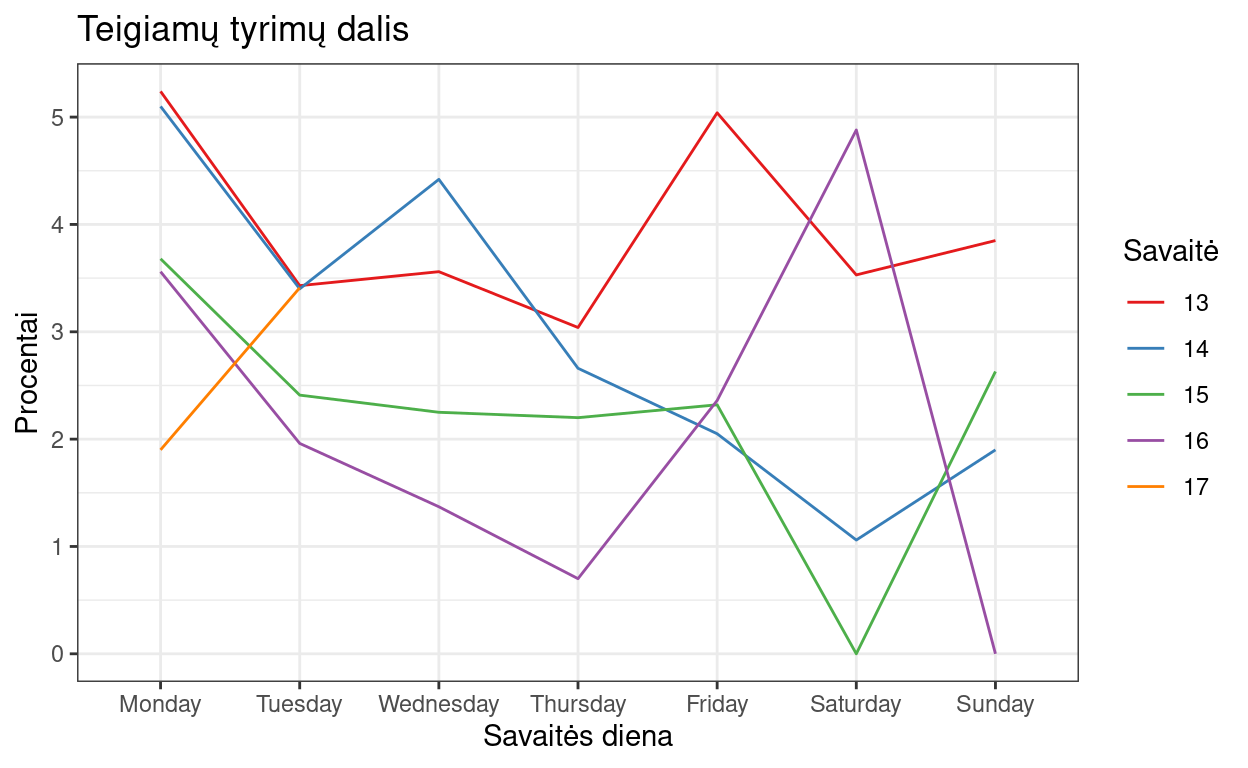 Teigiamų tyrimų dalis
Procentai
5
4
3
2
1
0
Monday Tuesday Wednesday Thursday Friday Saturday Sunday
Savaitės diena
Savaitė
13
14
15
16
17